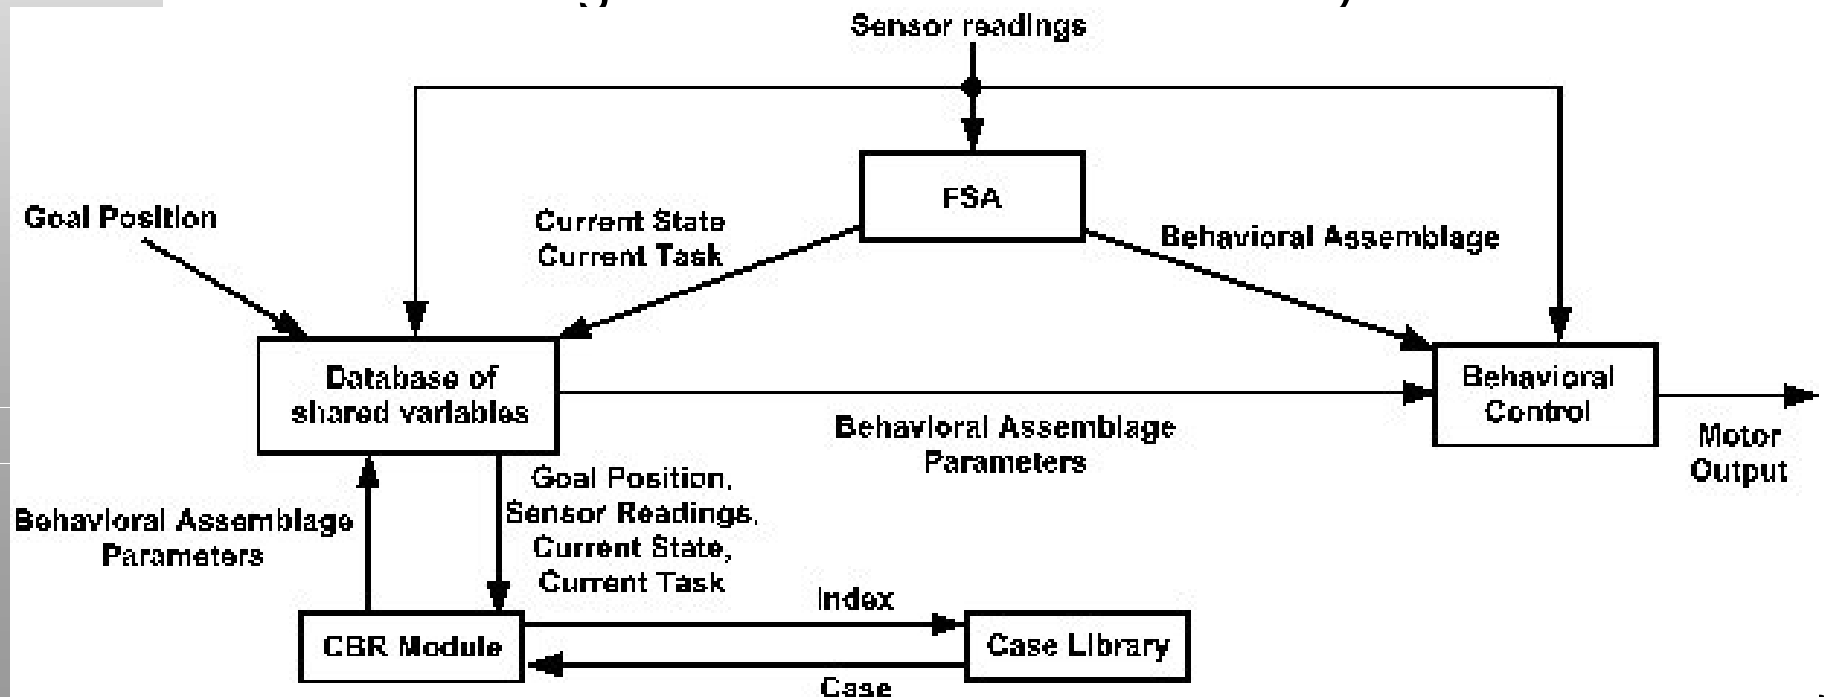 Sensor readings
FSA
Goal Position
Current State
Current Task
Behavioral Assemblage
Database of
shared variables
Behavioral
Control
Behavioral Assemblage
Parameters
Motor
Output
Goal Position,
Sensor Readings,
Current State,
Current Task
Behavioral Assemblage
Parameters
Index
CBR Module
Case Library
Case